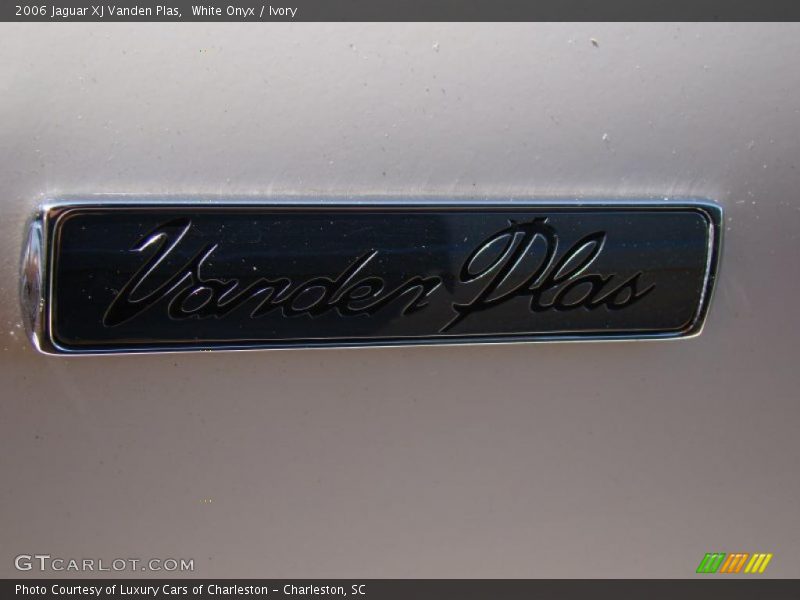 2006 Jaguar XJ Vanden Plas,  White Onyx / Ivory
Vanden Plas
GTCARLOT.COM
Photo Courtesy of Luxury Cars of Charleston - Charleston, SC